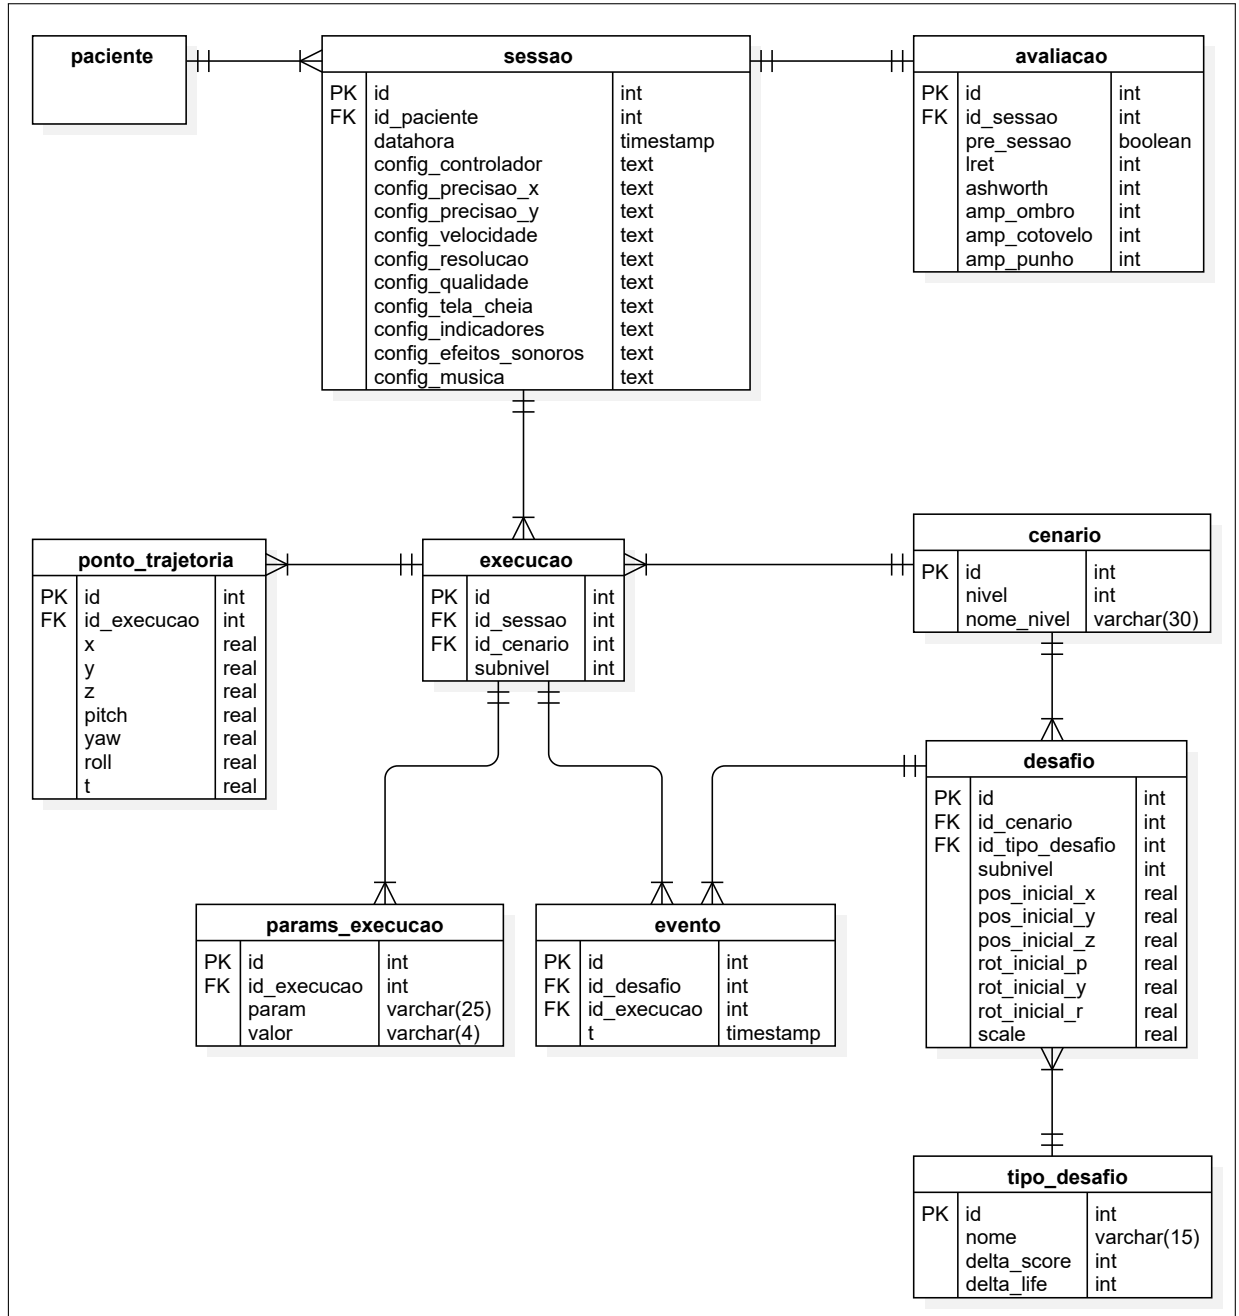 paciente
sessao
PK id int
FK id_paciente int
datahora timestamp
config_controlador text
config_precisao_x text
config_precisao_y text
config_velocidade text
config_resolucao text
config_qualidade text
config_tela_cheia text
config_indicadores text
config_efeitos_sonoros text
config_musica text
avaliacao
PK id int
FK id_sessao int
pre_sessao boolean
lret int
ashworth int
amp_ombro int
amp_cotovelo int
amp_punho int
ponto_trajetoria
PK id int
FK id_execucao int
x real
y real
z real
pitch real
yaw real
roll real
t real
execucao
PK id int
FK id_sessao int
FK id_cenario int
subnivel int
cenario
PK id int
nivel int
nome_nivel varchar(30)
desafio
PK id int
FK id_cenario int
FK id_tipo_desafio int
subnivel int
pos_inicial_x real
pos_inicial_y real
pos_inicial_z real
rot_inicial_p real
rot_inicial_y real
rot_inicial_r real
scale real
params_execucao
PK id int
FK id_execucao int
param varchar(25)
valor varchar(4)
evento
PK id int
FK id_desafio int
FK id_execucao int
t timestamp
tipo_desafio
PK id int
nome varchar(15)
delta_score int
delta_life int